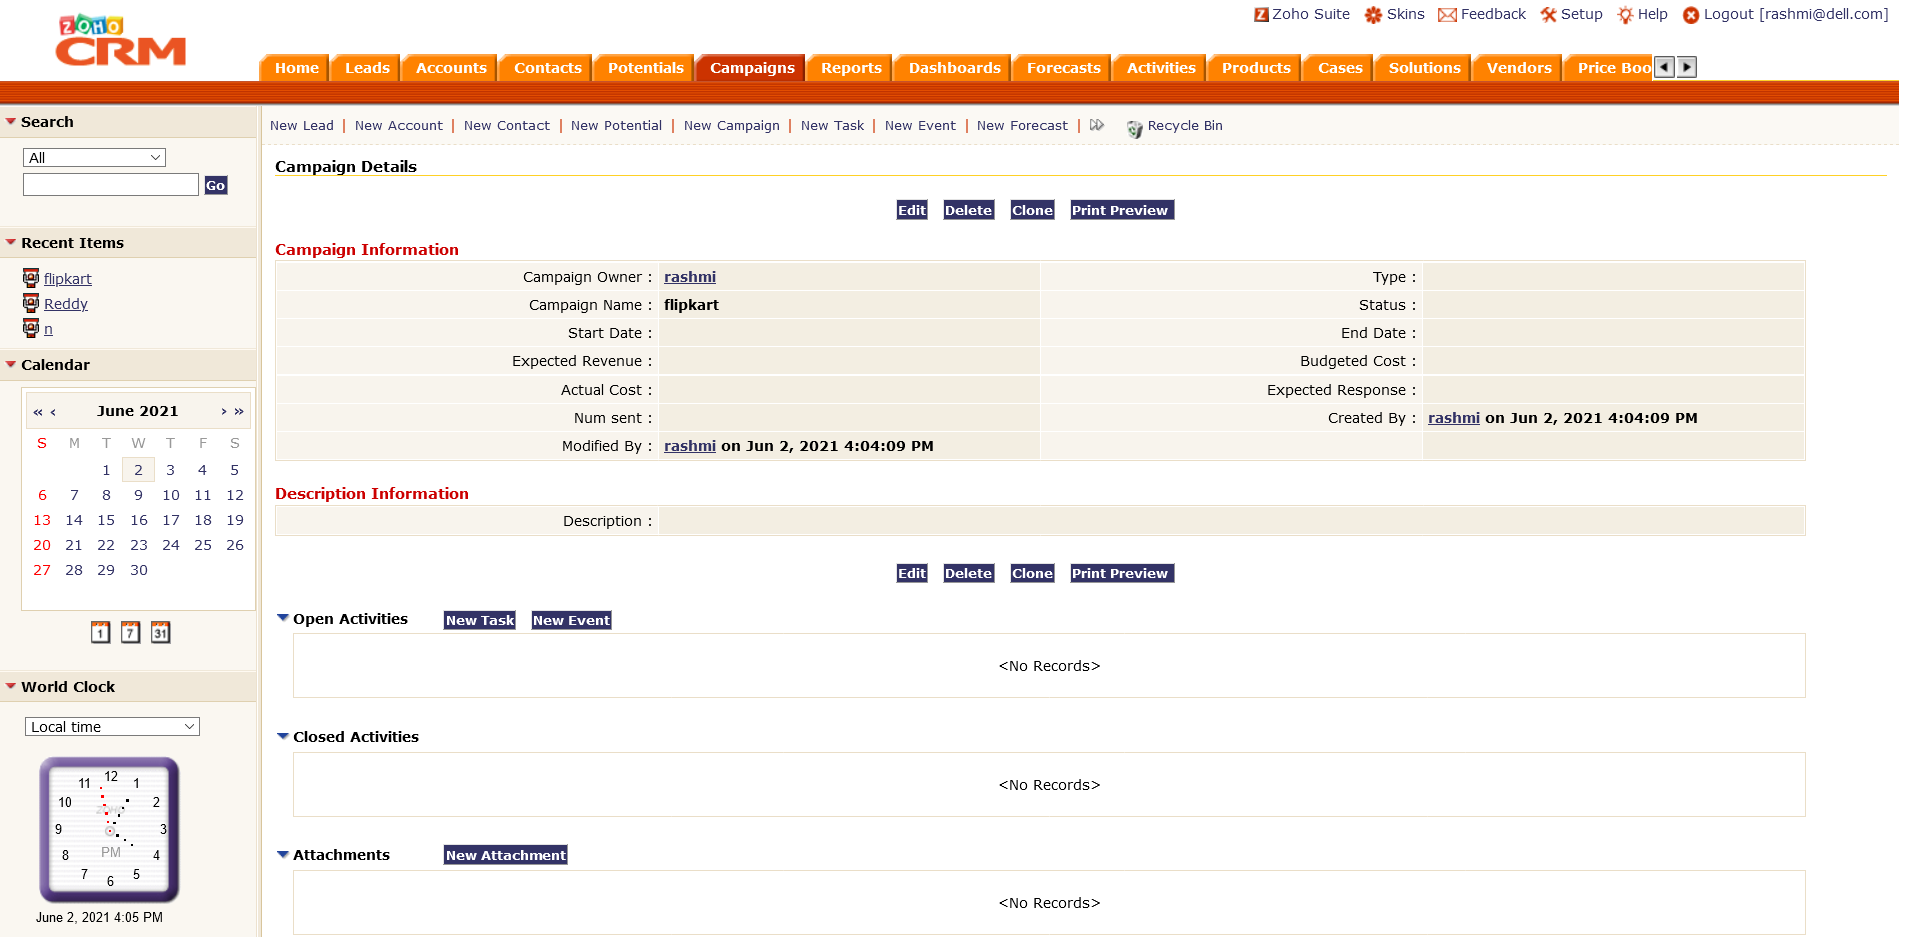 ZOHO
CRM
Zoho Suite Skins Feedback Setup Help Logout [rashmi@dell.com]
Home Leads Accounts Contacts Potentials Campaigns Reports Dashboards Forecasts Activities Products Cases Solutions Vendors Price Boo
Search
All
Go
Recent Items
flipkart
Reddy
n
Calendar
« ‹ June 2021 › »
S M T W T F S
1 2 3 4 5
6 7 8 9 10 11 12
13 14 15 16 17 18 19
20 21 22 23 24 25 26
27 28 29 30
1 7 31
World Clock
Local time
12
11 1
10 2
ZOHO
9 3
PM
8 4
7 5
6
June 2, 2021 4:05 PM
New Lead | New Account | New Contact | New Potential | New Campaign | New Task | New Event | New Forecast | Recycle Bin
Campaign Details
Edit Delete Clone Print Preview
Campaign Information
Campaign Owner : rashmi Type :
Campaign Name : flipkart Status :
Start Date : End Date :
Expected Revenue : Budgeted Cost :
Actual Cost : Expected Response :
Num sent : Created By : rashmi on Jun 2, 2021 4:04:09 PM
Modified By : rashmi on Jun 2, 2021 4:04:09 PM
Description Information
Description :
Edit Delete Clone Print Preview
Open Activities New Task New Event
<No Records>
Closed Activities
<No Records>
Attachments New Attachment
<No Records>